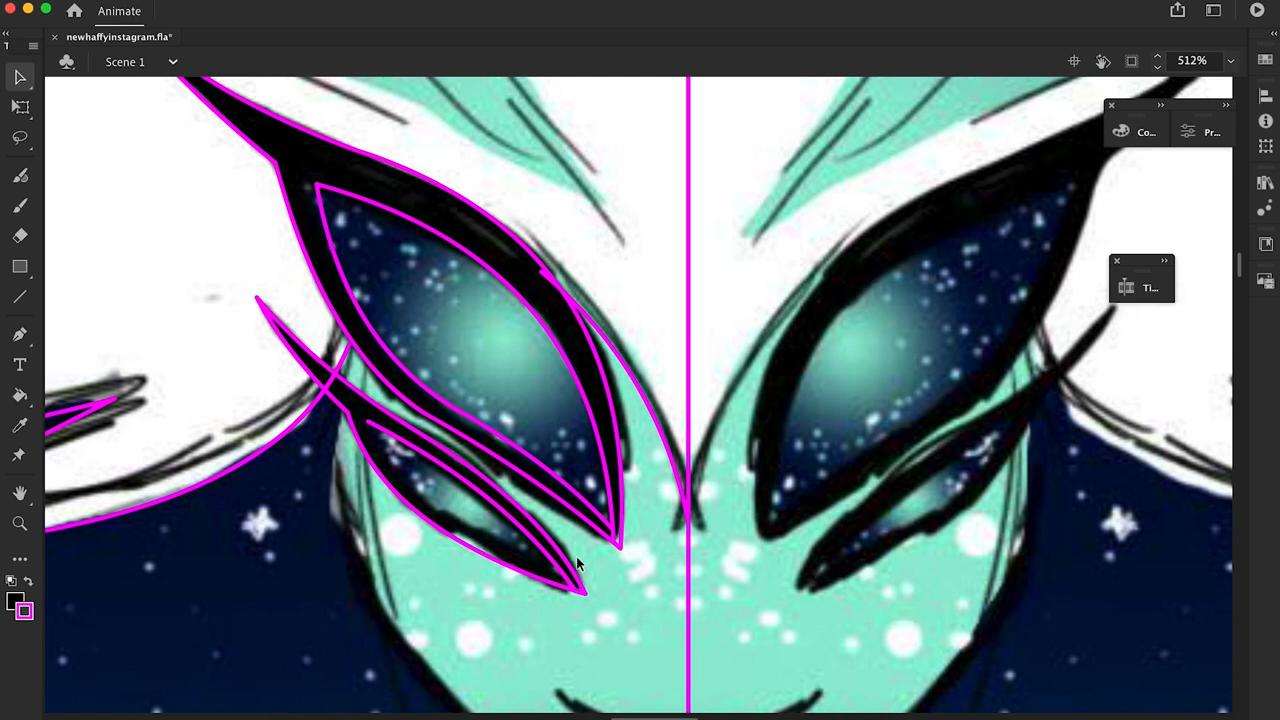 Animate
newhaffyinstagram.fla*
T
Scene 1
512%
Co...
Pr...
Ti...
T